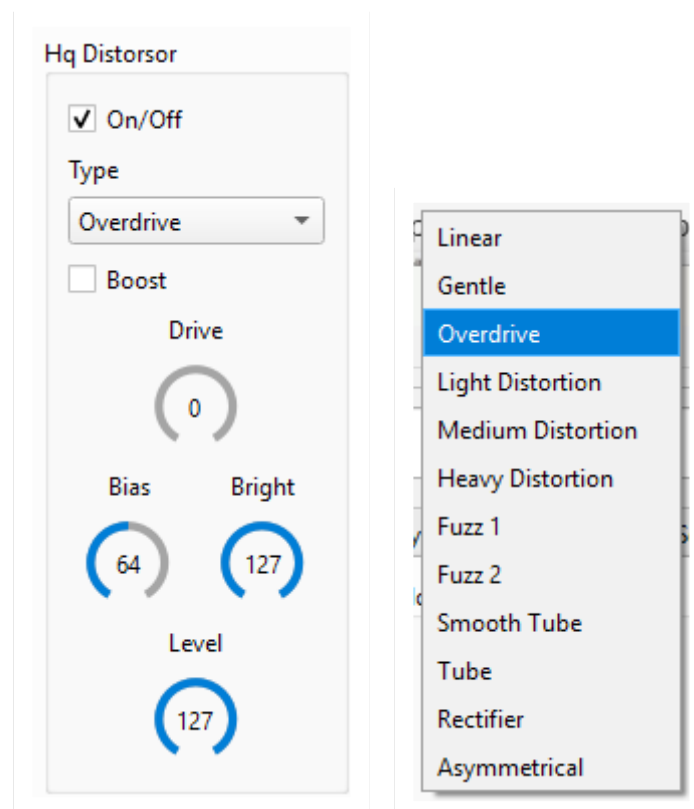 Hq Distorsor
On/Off
Type
Overdrive
Boost
Drive
0
Bias Bright
64 127
Level
127
Linear
Gentle
Overdrive
Light Distortion
Medium Distortion
Heavy Distortion
Fuzz 1
Fuzz 2
Smooth Tube
Tube
Rectifier
Asymmetrical